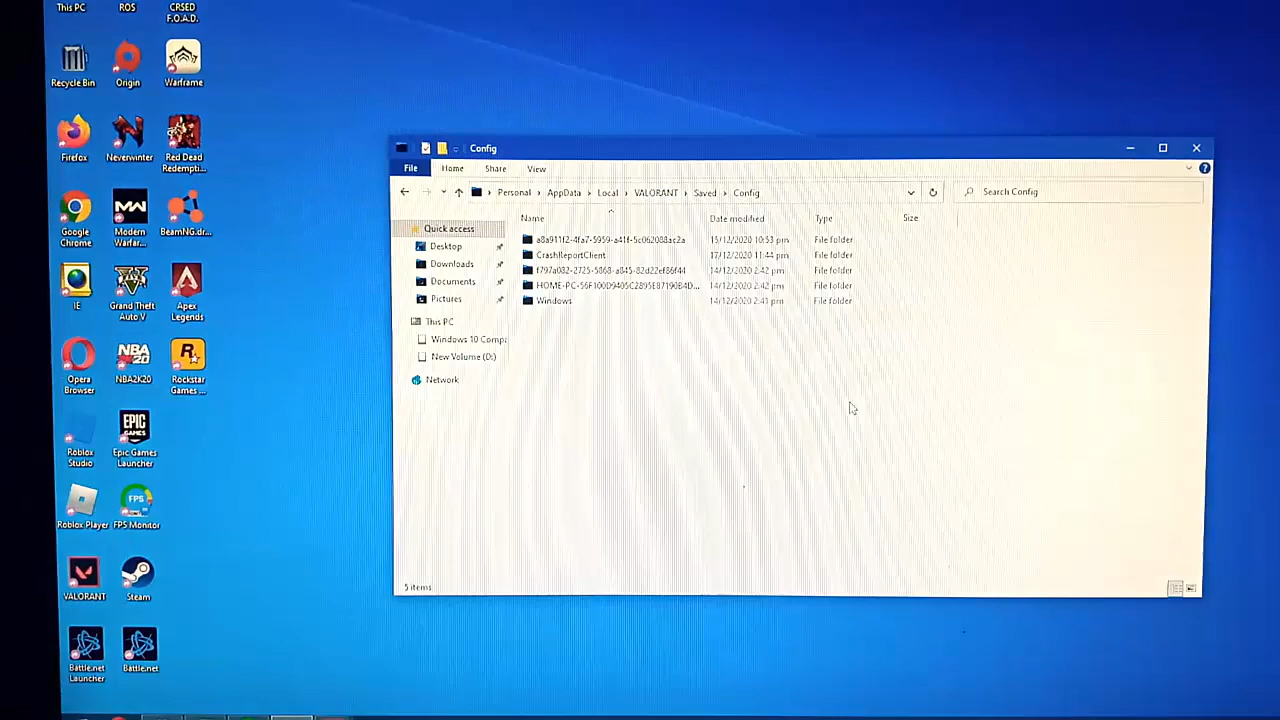 This PC
ROS
CRSED
F.O.A.D.
Recycle Bin
Origin
Warframe
Firefox
Neverwinter
Red Dead
Redempti...
Google
Chrome
Modern
Warfar...
BeamNG.dr...
IE
Grand Theft
Auto V
Apex
Legends
Opera
Browser
NBA2K20
Rockstar
Games ...
Roblox
Studio
EPIC
GAMES
Epic Games
Launcher
Roblox Player
FPS
FPS Monitor
VALORANT
Steam
Battle.net
Launcher
Battle.net
Config
File
Home
Share
View
Personal > AppData > Local > VALORANT > Saved > Config
Search Config
Name
Date modified
Type
Size
Quick access
Desktop
Downloads
Documents
Pictures
This PC
Windows 10 Compa
New Volume (D:)
Network
a8a911f2-4fa7-5959-a41f-5c062088ac2a 15/12/2020 10:53 pm File folder
CrashReportClient 17/12/2020 11:44 pm File folder
f797a082-2725-5868-a845-82d22ef86f44 14/12/2020 2:42 pm File folder
14/12/2020 2:42 pm File folder
Windows 14/12/2020 2:41 pm File folder
5 items